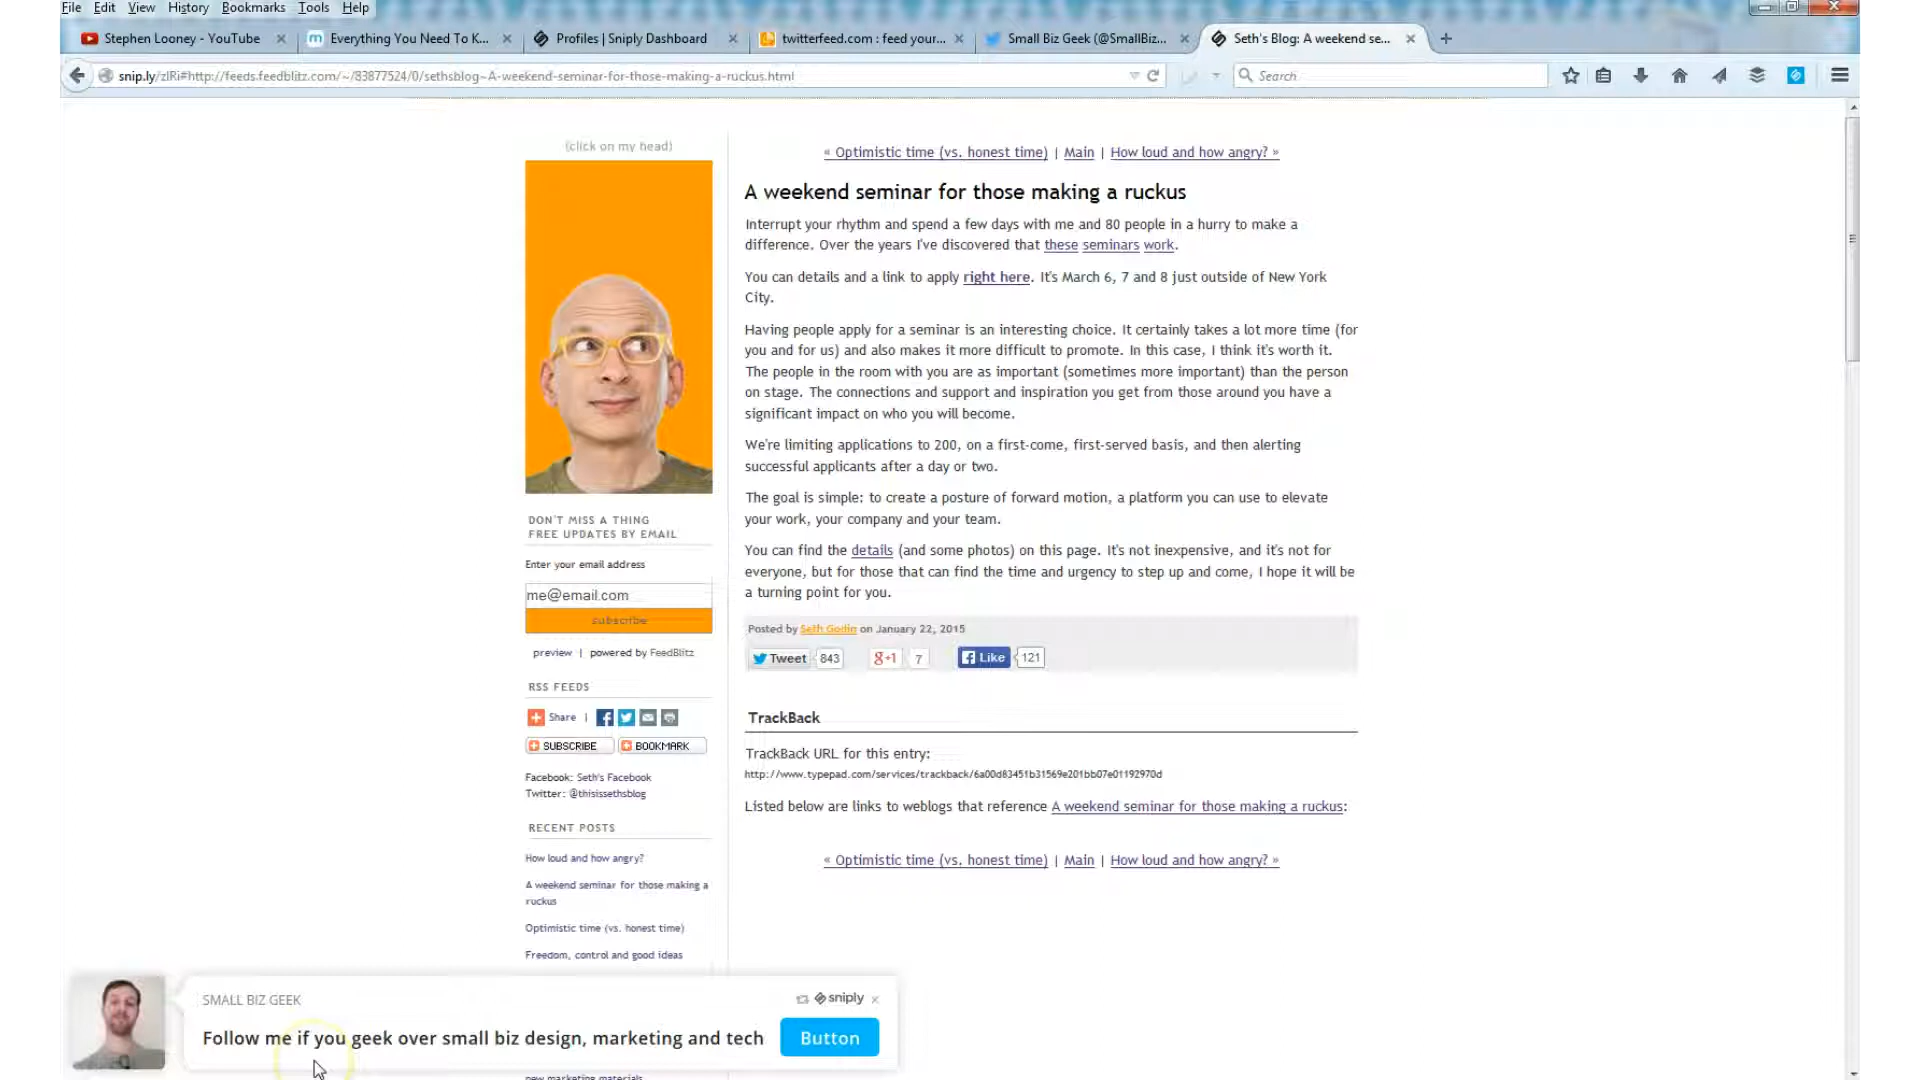 File Edit View History Bookmarks Tools Help
Stephen Looney - YouTube
Everything You Need To K...
Profiles | Sniply Dashboard
twitterfeed.com : feed your...
Small Biz Geek (@SmallBiz...
Seth's Blog: A weekend se...
snip.ly/zlRi#http://feeds.feedblitz.com/~/83877524/0/sethsblog~A-weekend-seminar-for-those-making-a-ruckus.html
Search
(click on my head)
DON'T MISS A THING
FREE UPDATES BY EMAIL
Enter your email address
me@email.com
subscribe
preview | powered by FeedBlitz
RSS FEEDS
Share |
SUBSCRIBE BOOKMARK
Facebook: Seth's Facebook
Twitter: @thisissethsblog
RECENT POSTS
How loud and how angry?
A weekend seminar for those making a
ruckus
Optimistic time (vs. honest time)
Freedom, control and good ideas
new marketing materials
« Optimistic time (vs. honest time) | Main | How loud and how angry? »
A weekend seminar for those making a ruckus
Interrupt your rhythm and spend a few days with me and 80 people in a hurry to make a
difference. Over the years I've discovered that these seminars work.
You can details and a link to apply right here. It's March 6, 7 and 8 just outside of New York
City.
Having people apply for a seminar is an interesting choice. It certainly takes a lot more time (for
you and for us) and also makes it more difficult to promote. In this case, I think it's worth it.
The people in the room with you are as important (sometimes more important) than the person
on stage. The connections and support and inspiration you get from those around you have a
significant impact on who you will become.
We're limiting applications to 200, on a first-come, first-served basis, and then alerting
successful applicants after a day or two.
The goal is simple: to create a posture of forward motion, a platform you can use to elevate
your work, your company and your team.
You can find the details (and some photos) on this page. It's not inexpensive, and it's not for
everyone, but for those that can find the time and urgency to step up and come, I hope it will be
a turning point for you.
Posted by Seth Godin on January 22, 2015
Tweet 843 g+1 7 Like 121
TrackBack
TrackBack URL for this entry:
http://www.typepad.com/services/trackback/6a00d83451b31569e201bb07e01192970d
Listed below are links to weblogs that reference A weekend seminar for those making a ruckus:
« Optimistic time (vs. honest time) | Main | How loud and how angry? »
SMALL BIZ GEEK
sniply
Follow me if you geek over small biz design, marketing and tech
Button